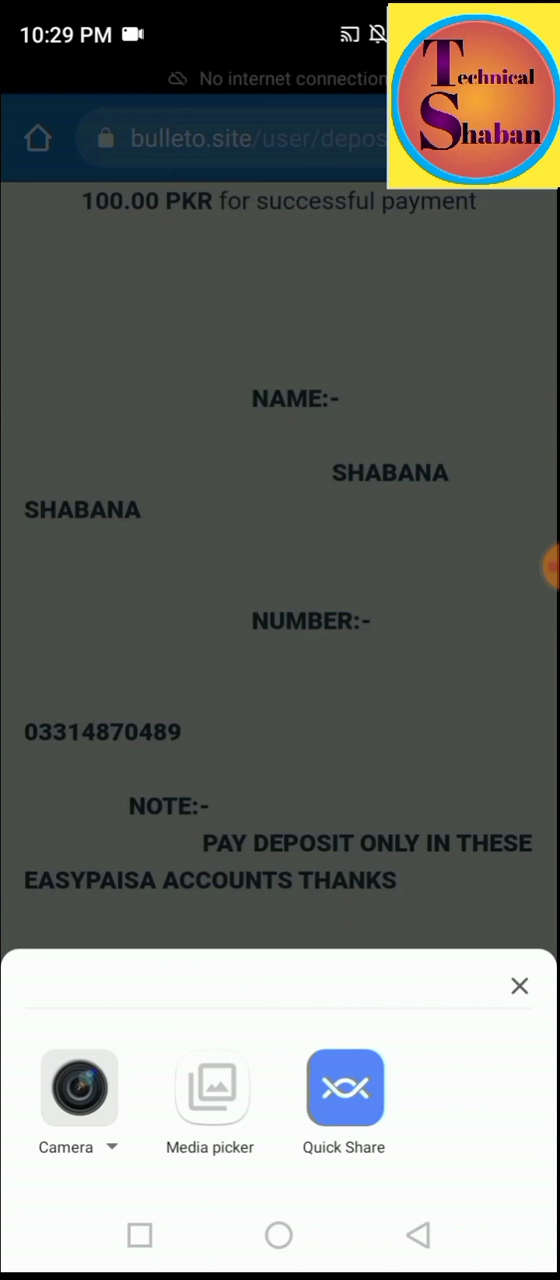 10:29 PM
No internet connection
Technical
Shaban
bulleto.site/user/depos
100.00 PKR for successful payment
NAME:-
SHABANA
SHABANA
NUMBER:-
03314870489
NOTE:-
PAY DEPOSIT ONLY IN THESE
EASYPAISA ACCOUNTS THANKS
Camera
Media picker
Quick Share